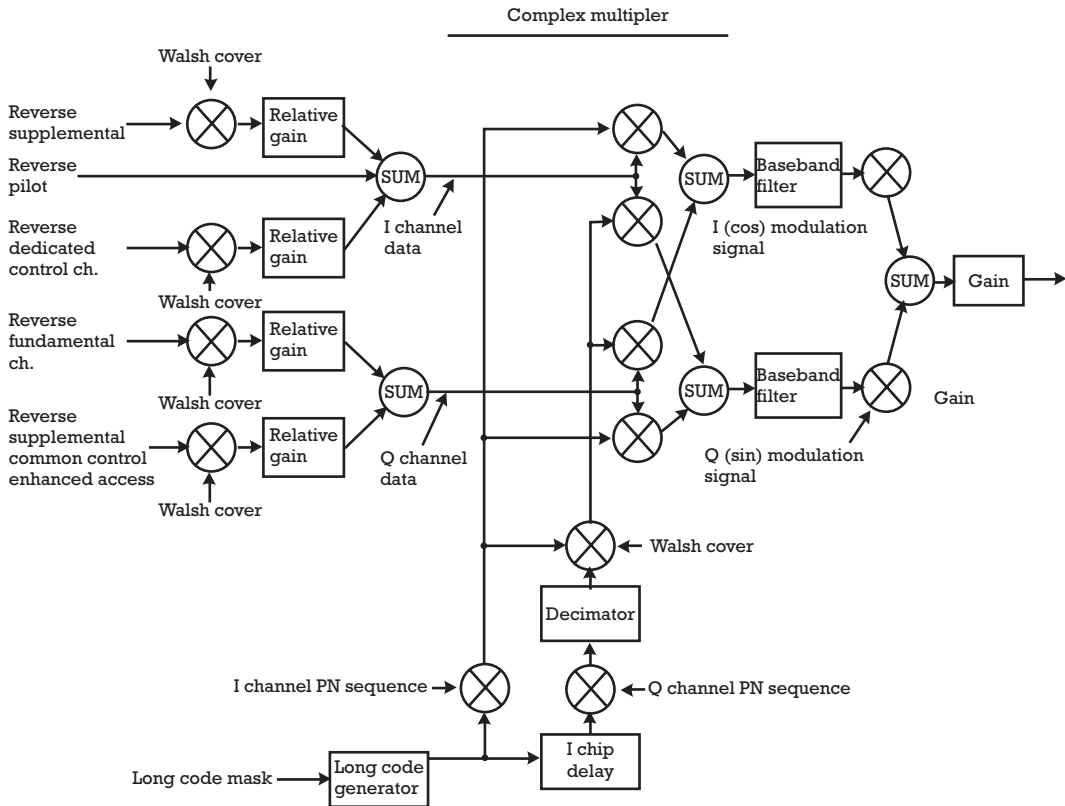 Complex multipler
Walsh cover
Reverse
supplemental
Relative
gain
Reverse
pilot
SUM
I channel
data
Reverse
dedicated
control ch.
Relative
gain
Walsh cover
Reverse
fundamental
ch.
Relative
gain
Walsh cover
SUM
Q channel
data
Reverse
supplemental
common control
enhanced access
Relative
gain
Walsh cover
SUM
Baseband
filter
I (cos) modulation
signal
SUM
Gain
SUM
Baseband
filter
Gain
Q (sin) modulation
signal
Walsh cover
Decimator
I channel PN sequence
Q channel PN sequence
I chip
delay
Long code mask
Long code
generator